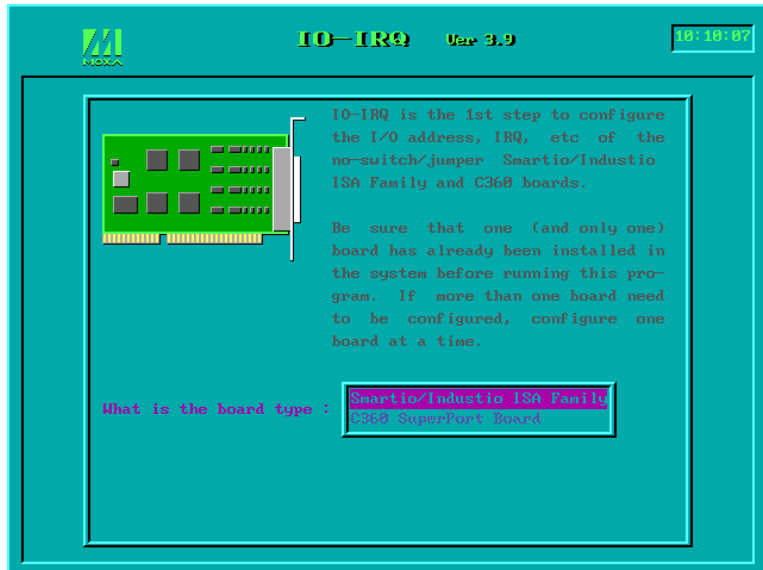 MOXA
IO-IRQ Ver 3.9
10:10:07
IO-IRQ is the 1st step to configure
the I/O address, IRQ, etc of the
no-switch/jumper Smartio/Industio
ISA Family and C360 boards.
Be sure that one (and only one)
board has already been installed in
the system before running this pro-
gram. If more than one board need
to be configured, configure one
board at a time.
What is the board type :
Smartio/Industio ISA Family
C360 SuperPort Board